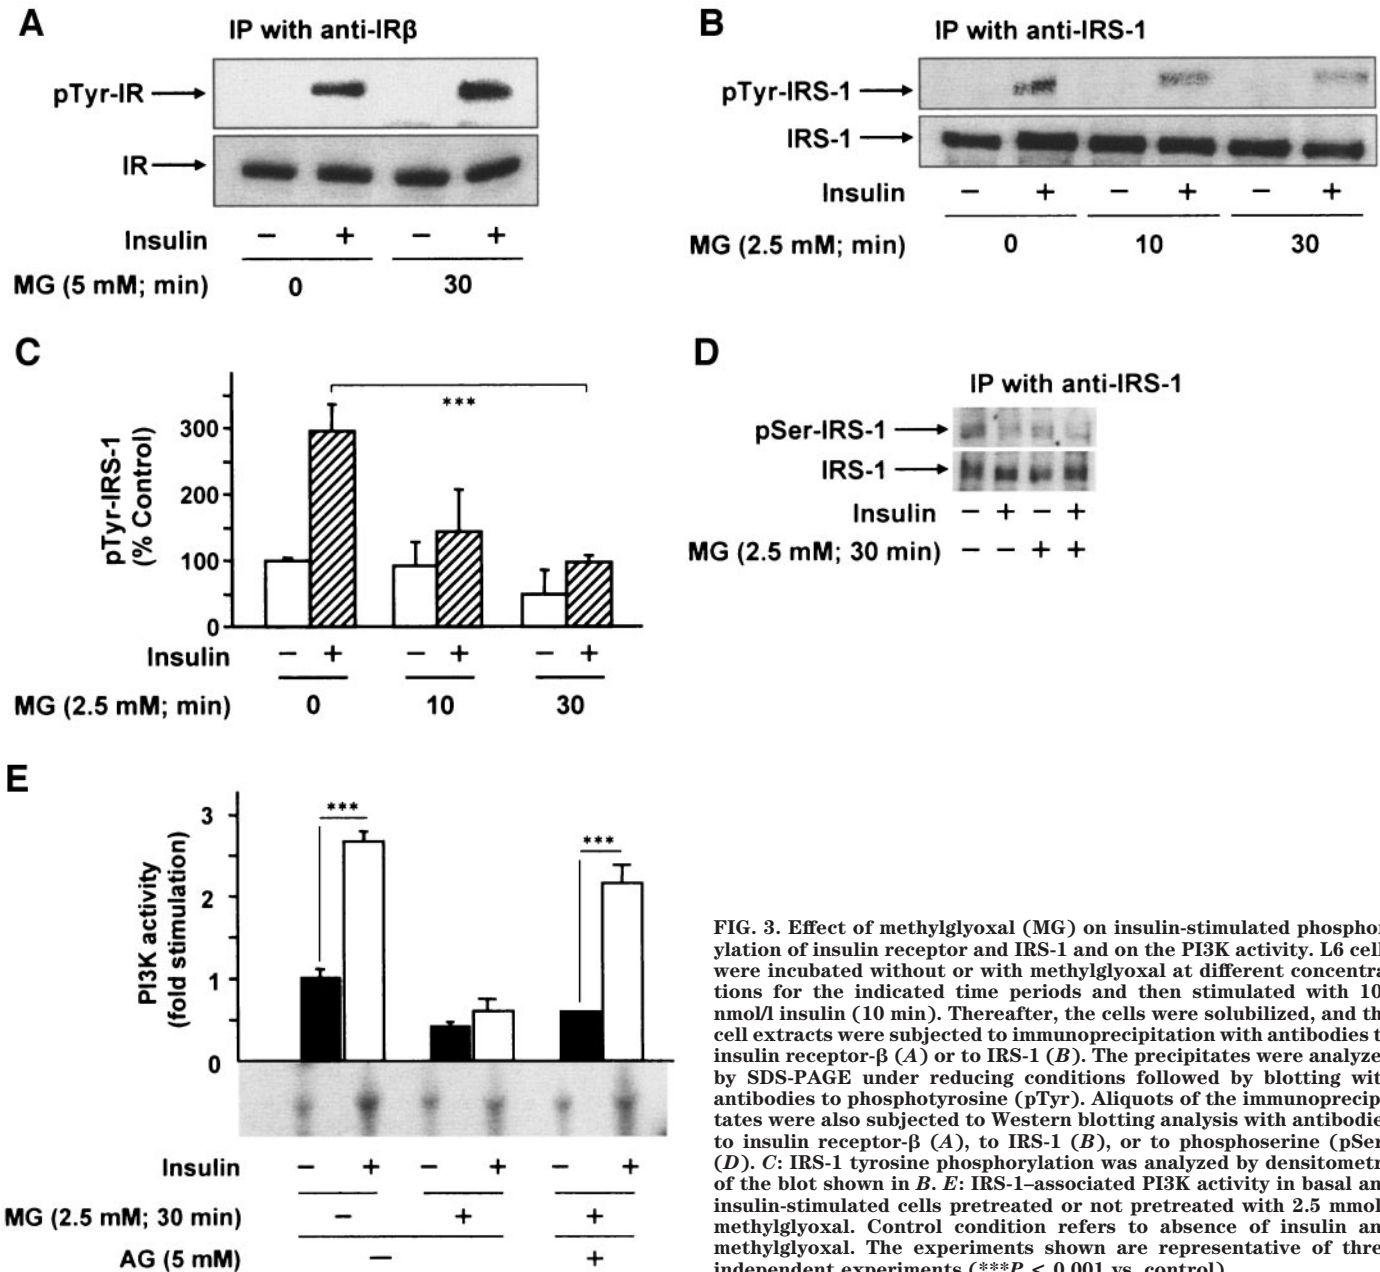 A
IP with anti-IRβ
pTyr-IR
IR
Insulin − + − +
MG (5 mM; min) 0 30
B
IP with anti-IRS-1
pTyr-IRS-1
IRS-1
Insulin − + − + − +
MG (2.5 mM; min) 0 10 30
C
pTyr-IRS-1
(% Control)
300
200
100
0
***
Insulin − + − + − +
MG (2.5 mM; min) 0 10 30
D
IP with anti-IRS-1
pSer-IRS-1
IRS-1
Insulin − + − +
MG (2.5 mM; 30 min) − − + +
E
PI3K activity
(fold stimulation)
3
2
1
0
***
***
Insulin − + − + − +
MG (2.5 mM; 30 min) − + +
AG (5 mM) − +
FIG. 3. Effect of methylglyoxal (MG) on insulin-stimulated phosphor
ylation of insulin receptor and IRS-1 and on the PI3K activity. L6 cell
were incubated without or with methylglyoxal at different concentra
tions for the indicated time periods and then stimulated with 10
nmol/l insulin (10 min). Thereafter, the cells were solubilized, and th
cell extracts were subjected to immunoprecipitation with antibodies t
insulin receptor-β (A) or to IRS-1 (B). The precipitates were analyze
by SDS-PAGE under reducing conditions followed by blotting wit
antibodies to phosphotyrosine (pTyr). Aliquots of the immunoprecip
tates were also subjected to Western blotting analysis with antibodie
to insulin receptor-β (A), to IRS-1 (B), or to phosphoserine (pSer
(D). C: IRS-1 tyrosine phosphorylation was analyzed by densitometr
of the blot shown in B. E: IRS-1–associated PI3K activity in basal an
insulin-stimulated cells pretreated or not pretreated with 2.5 mmol
methylglyoxal. Control condition refers to absence of insulin an
methylglyoxal. The experiments shown are representative of thre
independent experiments (***P < 0.001 vs. control)